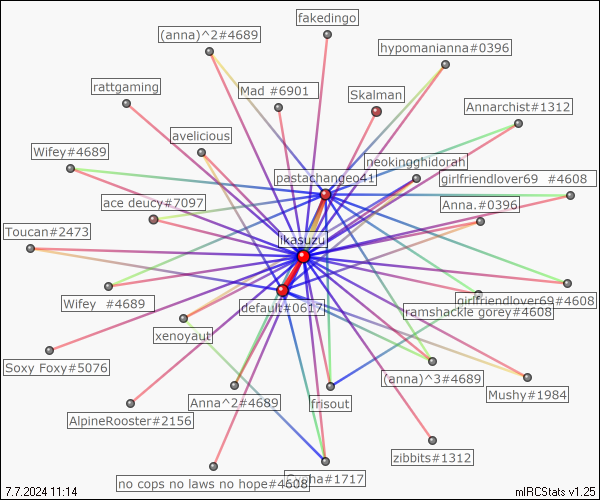 fakedingo
(anna)^2#4689
hypomanianna#0396
rattgaming
Mad #6901
Skalman
Annarchist#1312
avelicious
Wifey#4689
neokingghidorah
pastachangeo41
girlfriendlover69 #4608
ace deucy#7097
Anna.#0396
Toucan#2473
ikasuzu
Wifey #4689
default#0617
girlfriendlover69#4608
ramshackle gorey#4608
xenoyaut
Soxy Foxy#5076
(anna)^3#4689
Mushy#1984
AlpineRooster#2156
Anna^2#4689
frisout
zibbits#1312
no cops no laws no hope#4608
#1717
7.7.2024 11:14
mIRCStats v1.25